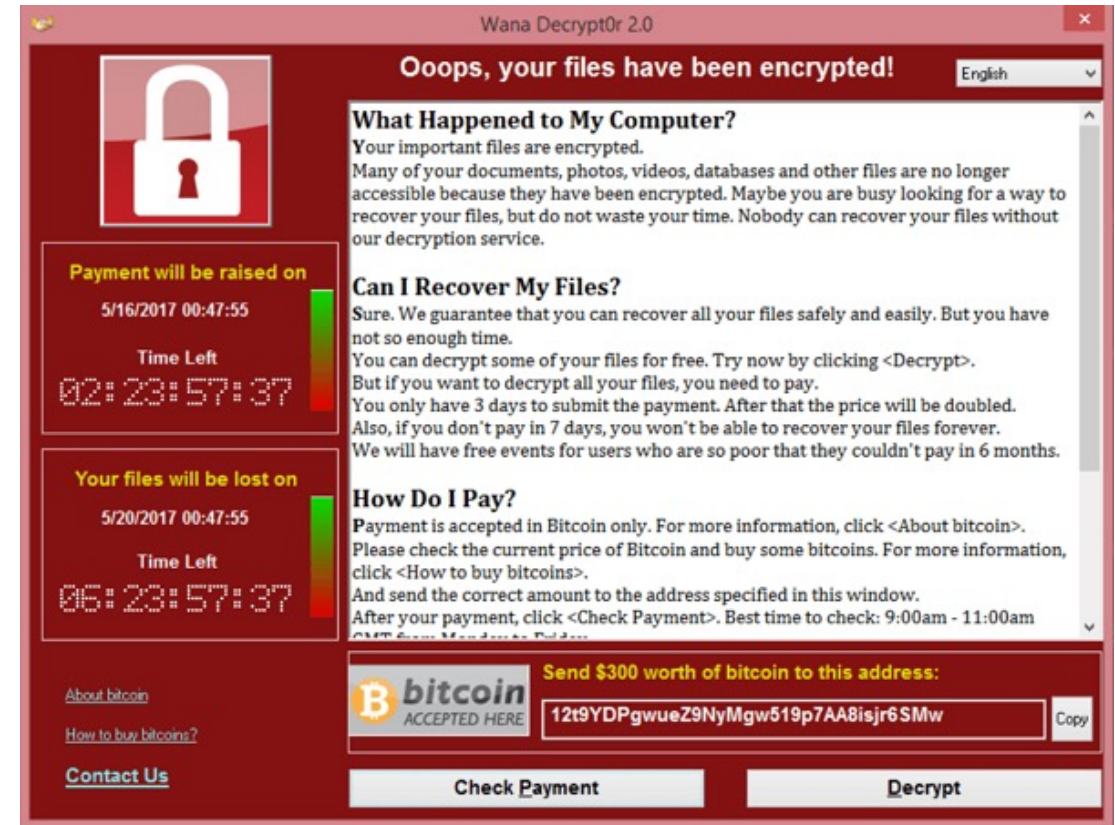 Wana Decrypt0r 2.0
Ooops, your files have been encrypted!
English
What Happened to My Computer?
Your important files are encrypted.
Many of your documents, photos, videos, databases and other files are no longer
accessible because they have been encrypted. Maybe you are busy looking for a way to
recover your files, but do not waste your time. Nobody can recover your files without
our decryption service.
Can I Recover My Files?
Sure. We guarantee that you can recover all your files safely and easily. But you have
not so enough time.
You can decrypt some of your files for free. Try now by clicking <Decrypt>.
But if you want to decrypt all your files, you need to pay.
You only have 3 days to submit the payment. After that the price will be doubled.
Also, if you don't pay in 7 days, you won't be able to recover your files forever.
We will have free events for users who are so poor that they couldn't pay in 6 months.
How Do I Pay?
Payment is accepted in Bitcoin only. For more information, click <About bitcoin>.
Please check the current price of Bitcoin and buy some bitcoins. For more information,
click <How to buy bitcoins>.
And send the correct amount to the address specified in this window.
After your payment, click <Check Payment>. Best time to check: 9:00am - 11:00am
GMT from Monday to Friday
Payment will be raised on
5/16/2017 00:47:55
Time Left
02:23:57:37
Your files will be lost on
5/20/2017 00:47:55
Time Left
06:23:57:37
About bitcoin
How to buy bitcoins?
Contact Us
bitcoin
ACCEPTED HERE
Send $300 worth of bitcoin to this address:
12t9YDPgwueZ9NyMgw519p7AA8isjr6SMw
Copy
Check Payment
Decrypt